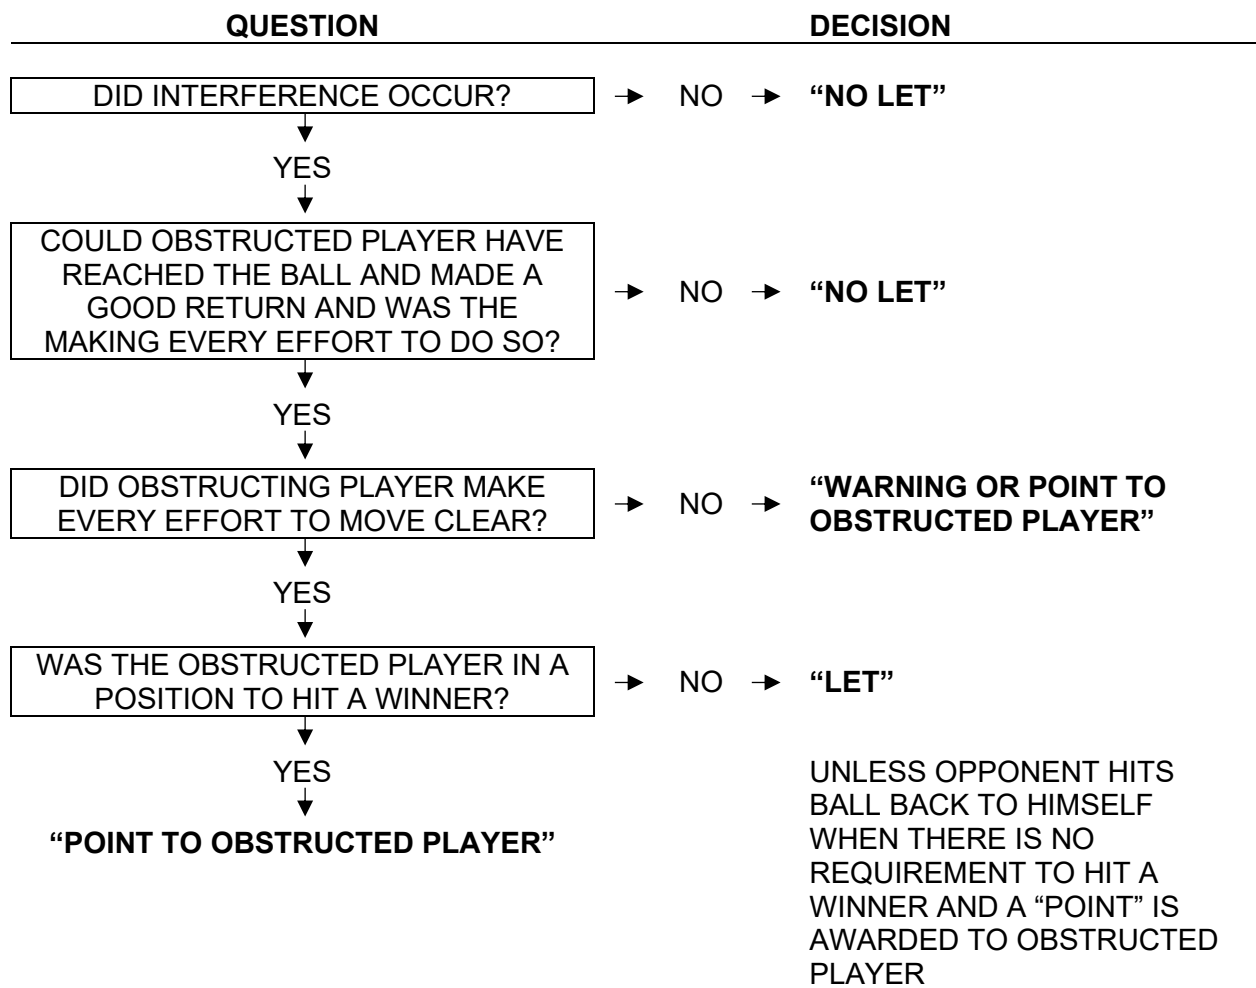 QUESTION DECISION
DID INTERFERENCE OCCUR? NO “NO LET”
YES
COULD OBSTRUCTED PLAYER HAVE
REACHED THE BALL AND MADE A
GOOD RETURN AND WAS THE
MAKING EVERY EFFORT TO DO SO?
NO “NO LET”
YES
DID OBSTRUCTING PLAYER MAKE
EVERY EFFORT TO MOVE CLEAR?
NO
“WARNING OR POINT TO
OBSTRUCTED PLAYER”
YES
WAS THE OBSTRUCTED PLAYER IN A
POSITION TO HIT A WINNER?
NO “LET”
YES
“POINT TO OBSTRUCTED PLAYER”
UNLESS OPPONENT HITS
BALL BACK TO HIMSELF
WHEN THERE IS NO
REQUIREMENT TO HIT A
WINNER AND A “POINT” IS
AWARDED TO OBSTRUCTED
PLAYER